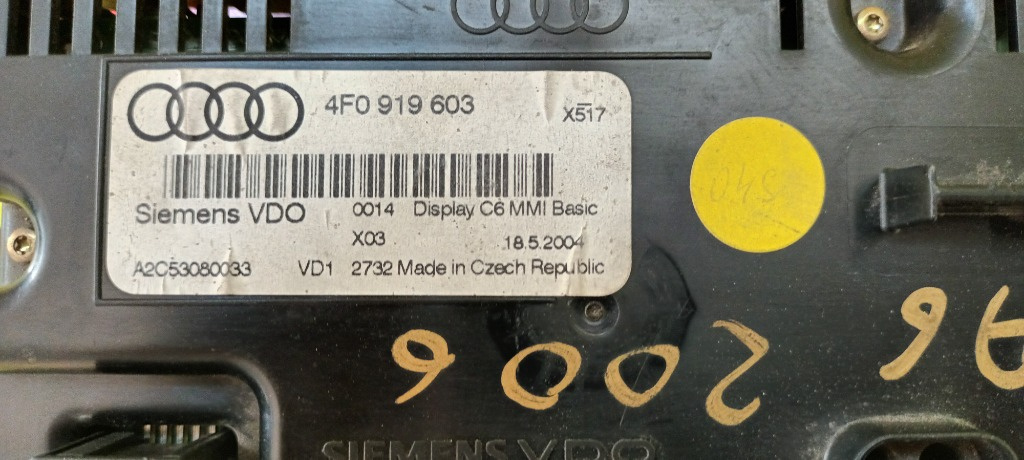 4F0 919 603
X517
Siemens VDO 0014 Display C6 MMI Basic
X03 18.5.2004
A2C53080033 VD1 2732 Made in Czech Republic
A6 2006
SIEMENS VDO